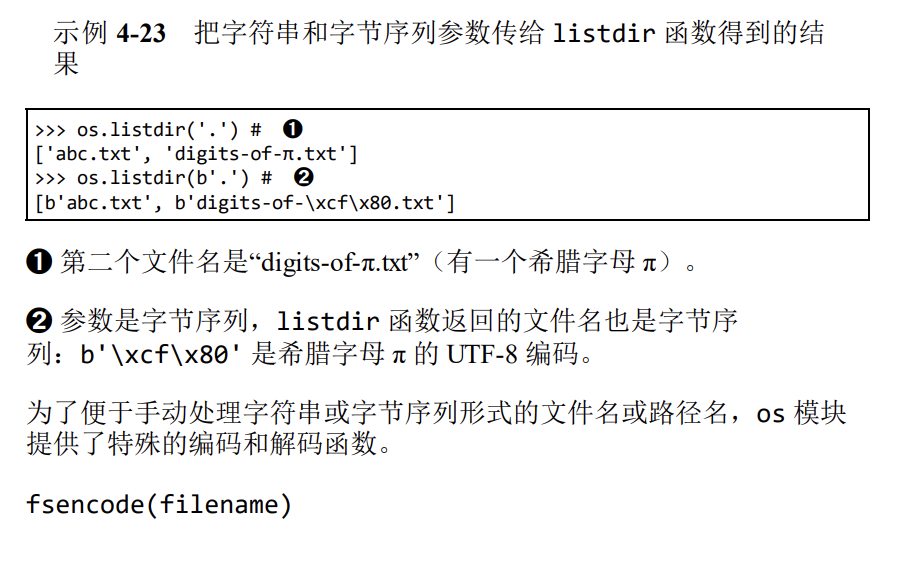 示例 4-23 把字符串和字节序列参数传给 listdir 函数得到的结
果
>>> os.listdir('.') # ❶
['abc.txt', 'digits-of-π.txt']
>>> os.listdir(b'.') # ❷
[b'abc.txt', b'digits-of-\xcf\x80.txt']
❶ 第二个文件名是“digits-of-π.txt”（有一个希腊字母 π）。
❷ 参数是字节序列，listdir 函数返回的文件名也是字节序
列：b'\xcf\x80' 是希腊字母 π 的 UTF-8 编码。
为了便于手动处理字符串或字节序列形式的文件名或路径名，os 模块
提供了特殊的编码和解码函数。
fsencode(filename)